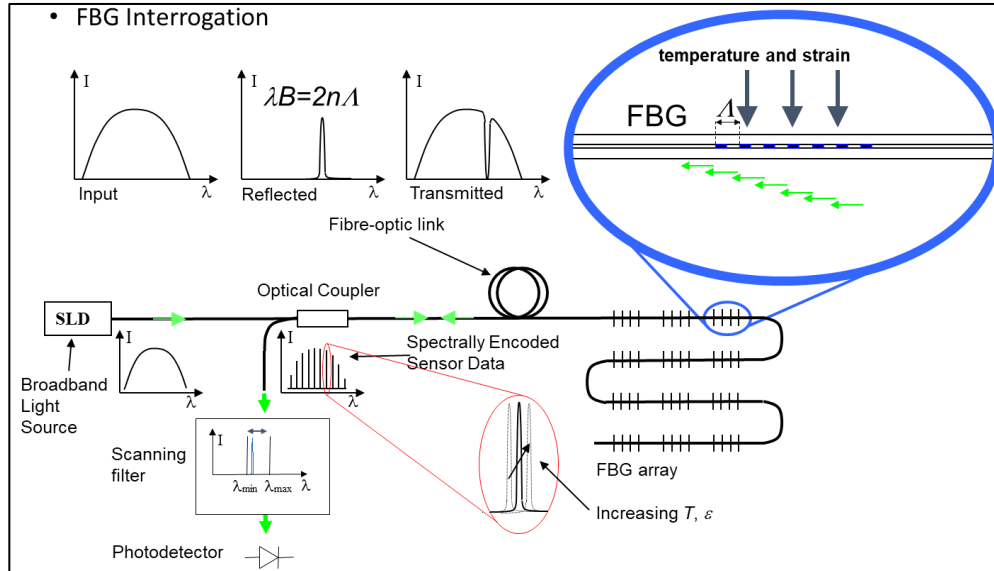 • FBG Interrogation
I
λ
Input
I
λB=2nΛ
λ
Reflected
I
λ
Transmitted
temperature and strain
FBG
Λ
Fibre-optic link
Optical Coupler
SLD
Broadband
Light
Source
I
λ
I
λ
Spectrally Encoded
Sensor Data
Scanning
filter
I
λmin
λmax
λ
Photodetector
Increasing T, ε
FBG array